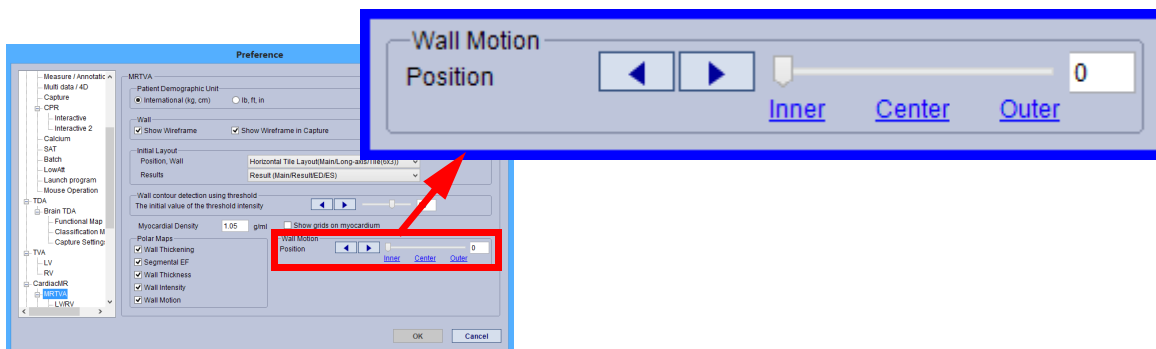 Preference
Measure / Annotatic
Multi data / 4D
Capture
CPR
Interactive
Interactive 2
Calcium
SAT
Batch
LowAtt
Launch program
Mouse Operation
TDA
Brain TDA
Functional Map
Classification M
Capture Setting
TVA
LV
RV
CardiacMR
MRTVA
LV/RV
MRTVA
Patient Demographic Unit
International (kg, cm) lb, ft, in
Wall
Show Wireframe Show Wireframe in Capture
Initial Layout
Position, Wall Horizontal Tile Layout(Main/Long-axis/Tile(6x3))
Results Result (Main/Result/ED/ES)
Wall contour detection using threshold
The initial value of the threshold intensity
Myocardial Density 1.05 g/ml Show grids on myocardium
Polar Maps
Wall Thickening
Segmental EF
Wall Thickness
Wall Intensity
Wall Motion
Wall Motion
Position 0
Inner Center Outer
OK Cancel
Wall Motion
Position 0
Inner Center Outer